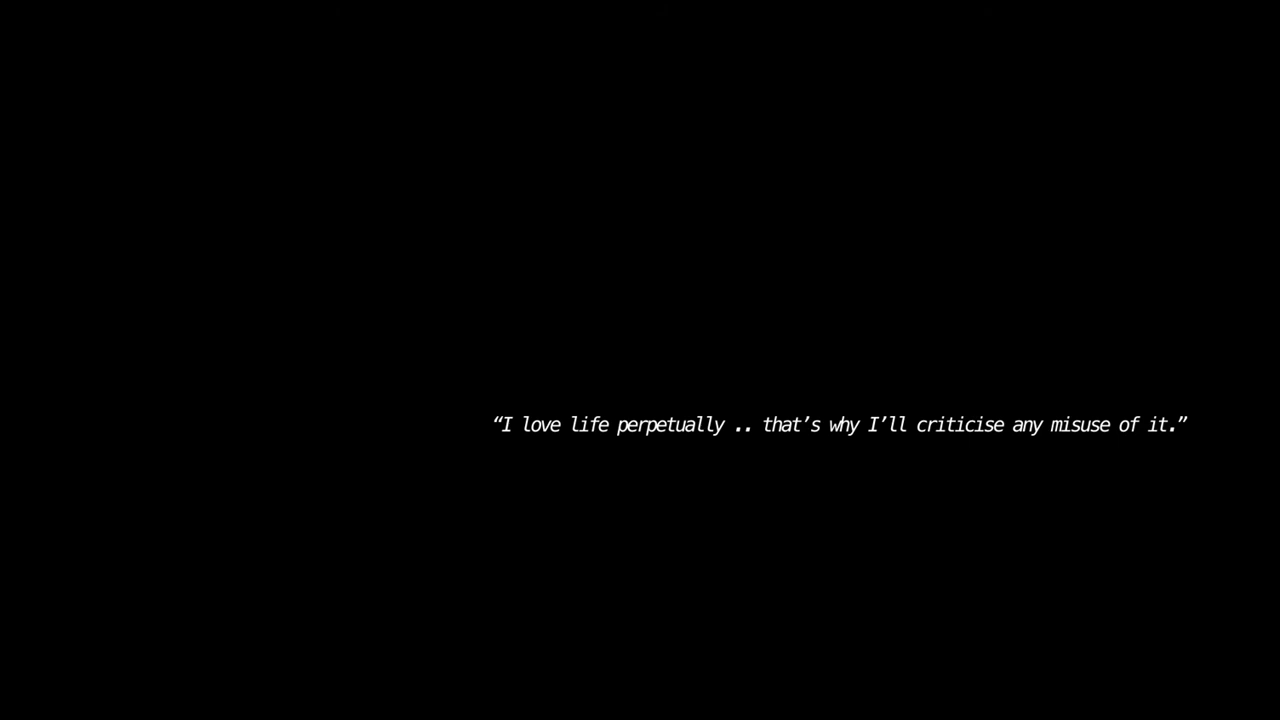 “I love life perpetually .. that’s why I’ll criticise any misuse of it.”